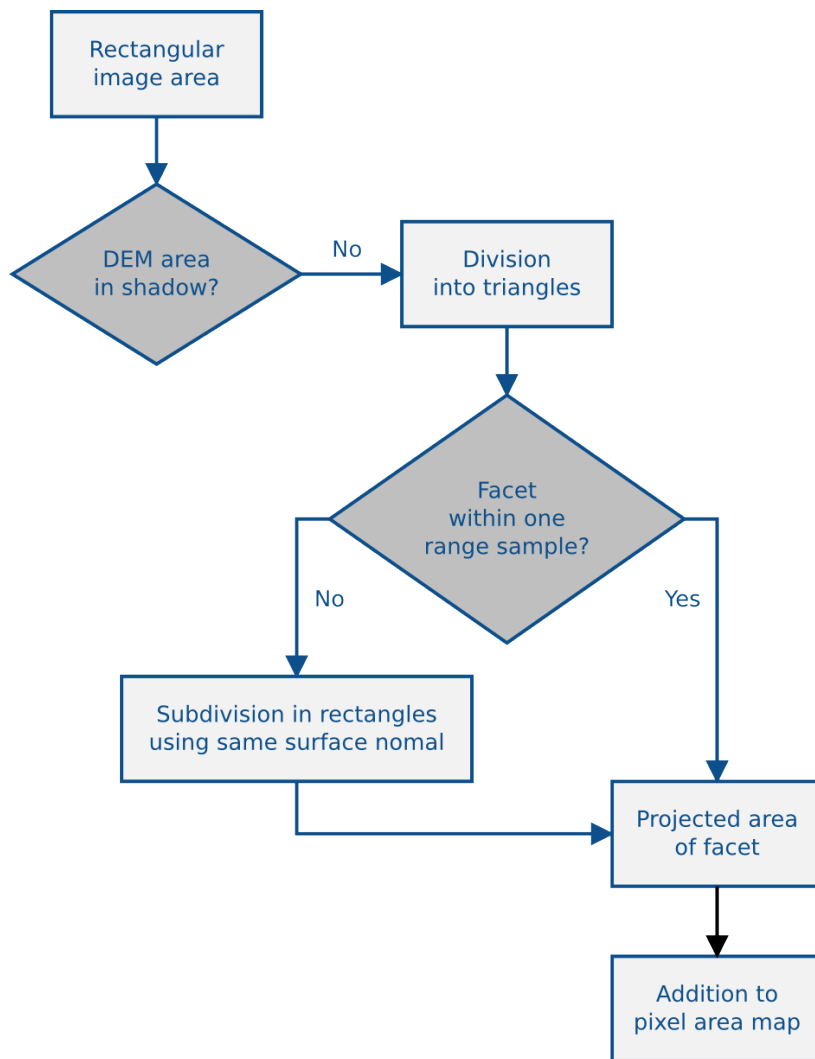 Rectangular
image area
DEM area
in shadow?
No
Division
into triangles
Facet
within one
range sample?
No
Yes
Subdivision in rectangles
using same surface nomal
Projected area
of facet
Addition to
pixel area map